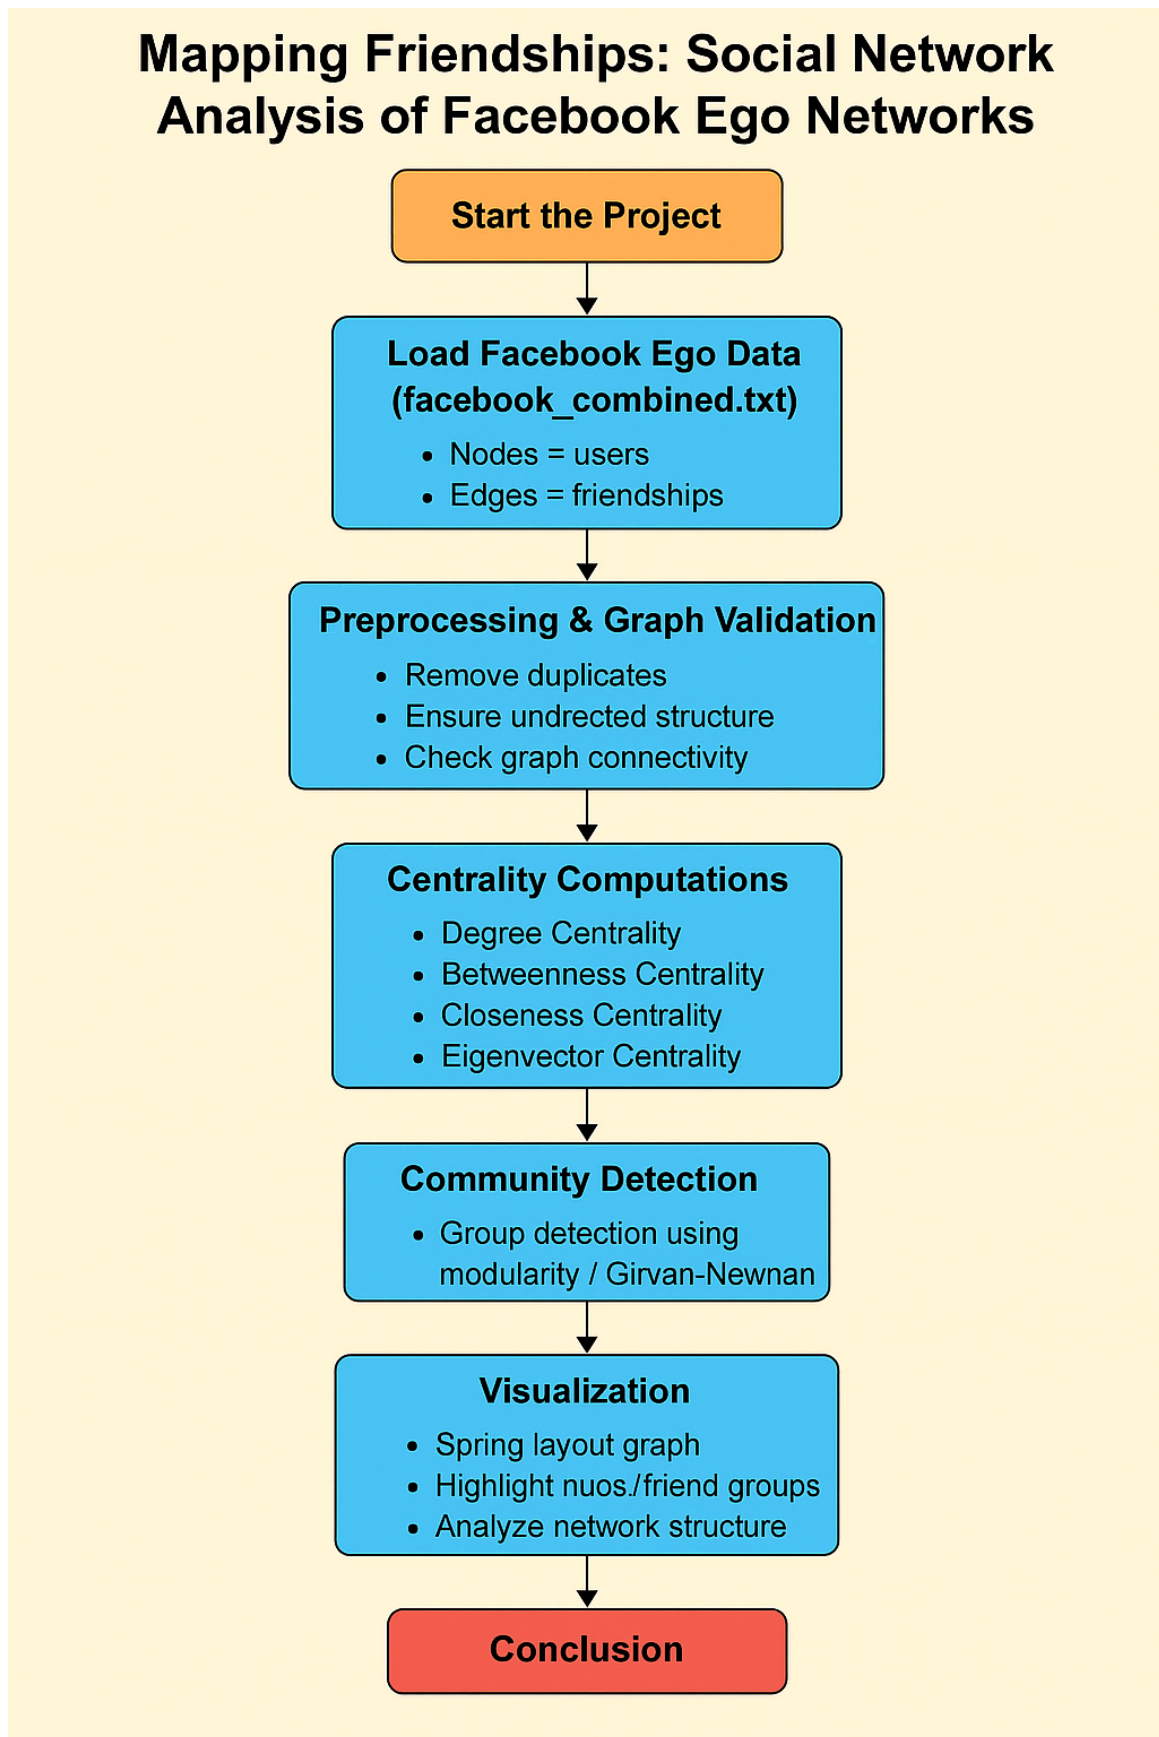 Mapping Friendships: Social Network
Analysis of Facebook Ego Networks
Start the Project
Load Facebook Ego Data
(facebook_combined.txt)
• Nodes = users
• Edges = friendships
Preprocessing & Graph Validation
• Remove duplicates
• Ensure undrected structure
• Check graph connectivity
Centrality Computations
• Degree Centrality
• Betweenness Centrality
• Closeness Centrality
• Eigenvector Centrality
Community Detection
• Group detection using
modularity / Girvan-Newnan
Visualization
• Spring layout graph
• Highlight nuos./friend groups
• Analyze network structure
Conclusion